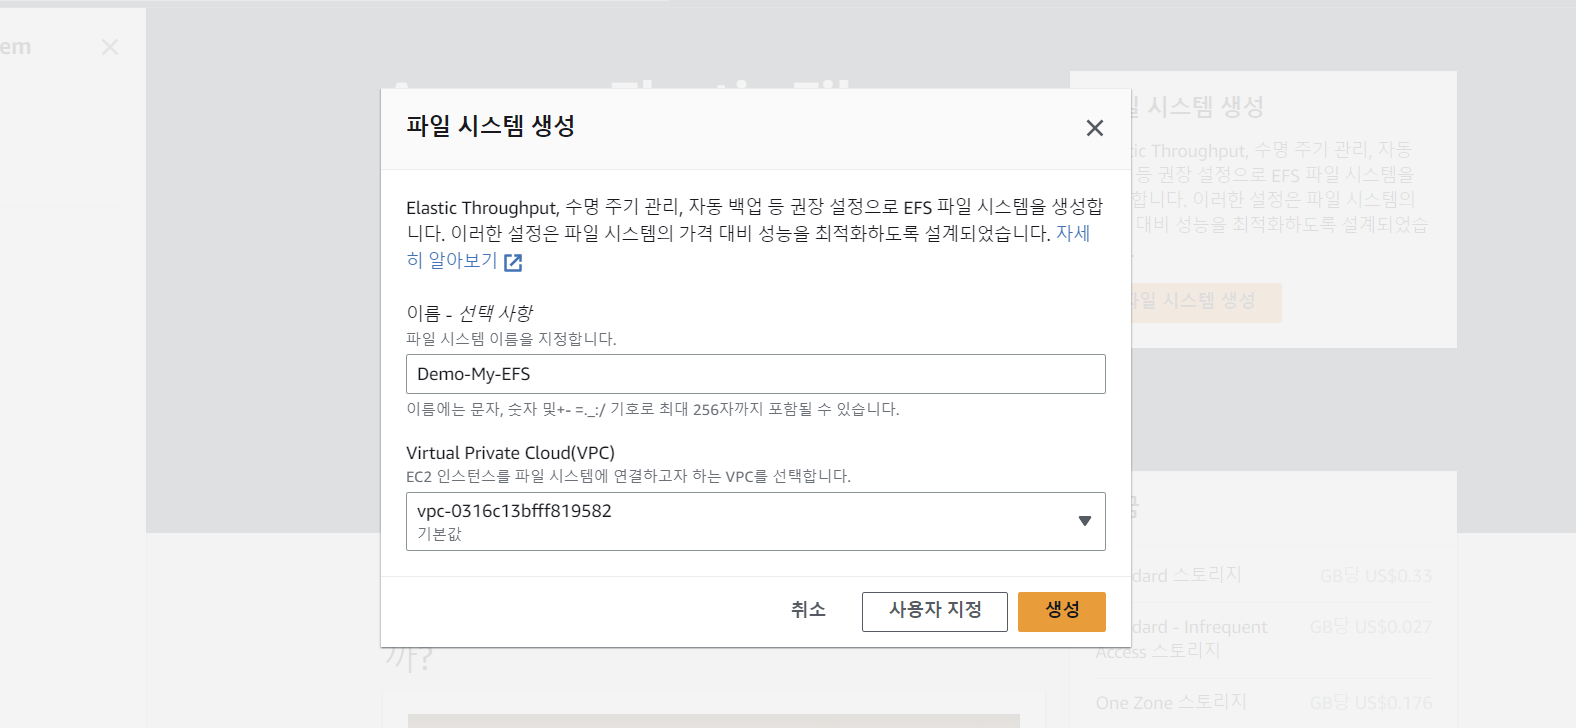 em
파일 시스템 생성
Elastic Throughput, 수명 주기 관리, 자동 백업 등 권장 설정으로 EFS 파일 시스템을 생성합
니다. 이러한 설정은 파일 시스템의 가격 대비 성능을 최적화하도록 설계되었습니다. 자세
히 알아보기
이름 - 선택 사항
파일 시스템 이름을 지정합니다.
Demo-My-EFS
이름에는 문자, 숫자 및+- =._:/ 기호로 최대 256자까지 포함될 수 있습니다.
Virtual Private Cloud(VPC)
EC2 인스턴스를 파일 시스템에 연결하고자 하는 VPC를 선택합니다.
vpc-0316c13bfff819582
기본값
취소
사용자 지정
생성
시스템 생성
tic Throughput, 수명 주기 관리, 자동
등 권장 설정으로 EFS 파일 시스템을
합니다. 이러한 설정은 파일 시스템의
대비 성능을 최적화하도록 설계되었습
파일 시스템 생성
dard 스토리지
GB당 US$0.33
dard - Infrequent
Access 스토리지
GB당 US$0.027
One Zone 스토리지
GB당 US$0.176
까?